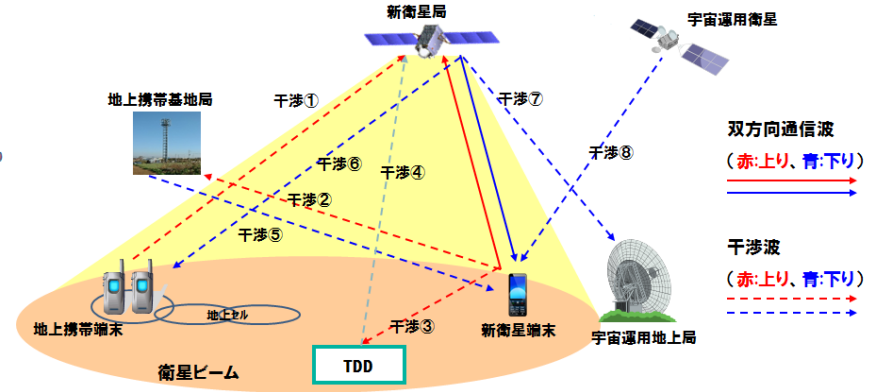 新衛星局
宇宙運用衛星
地上携帯基地局
干渉①
干渉⑦
干渉⑥
干渉④
干渉⑧
干渉②
干渉⑤
双方向通信波
(赤:上り、青:下り)
干渉波
(赤:上り、青:下り)
地上セル
地上携帯端末
干渉③
新衛星端末
宇宙運用地上局
衛星ビーム
TDD